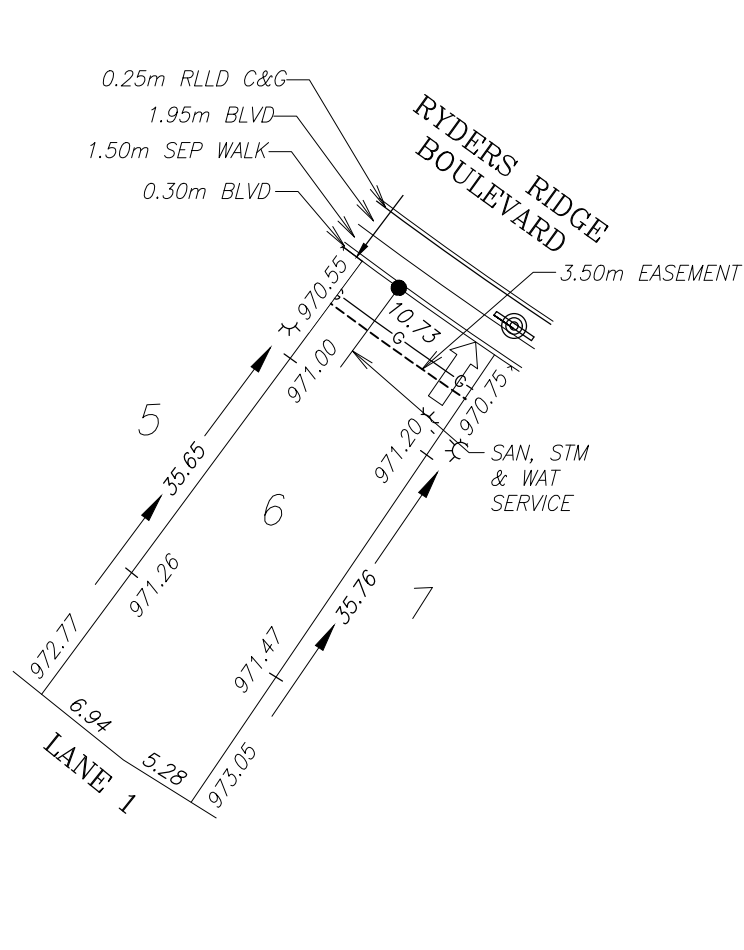 0.25m RLLD C&G
1.95m BLVD
1.50m SEP WALK
0.30m BLVD
RYDERS RIDGE
BOULEVARD
3.50m EASEMENT
970.55
10.73
G
G
971.00
970.75
971.20
SAN, STM
& WAT
SERVICE
5
35.65
6
971.26
35.76
7
972.77
971.47
6.94
5.28
973.05
LANE 1